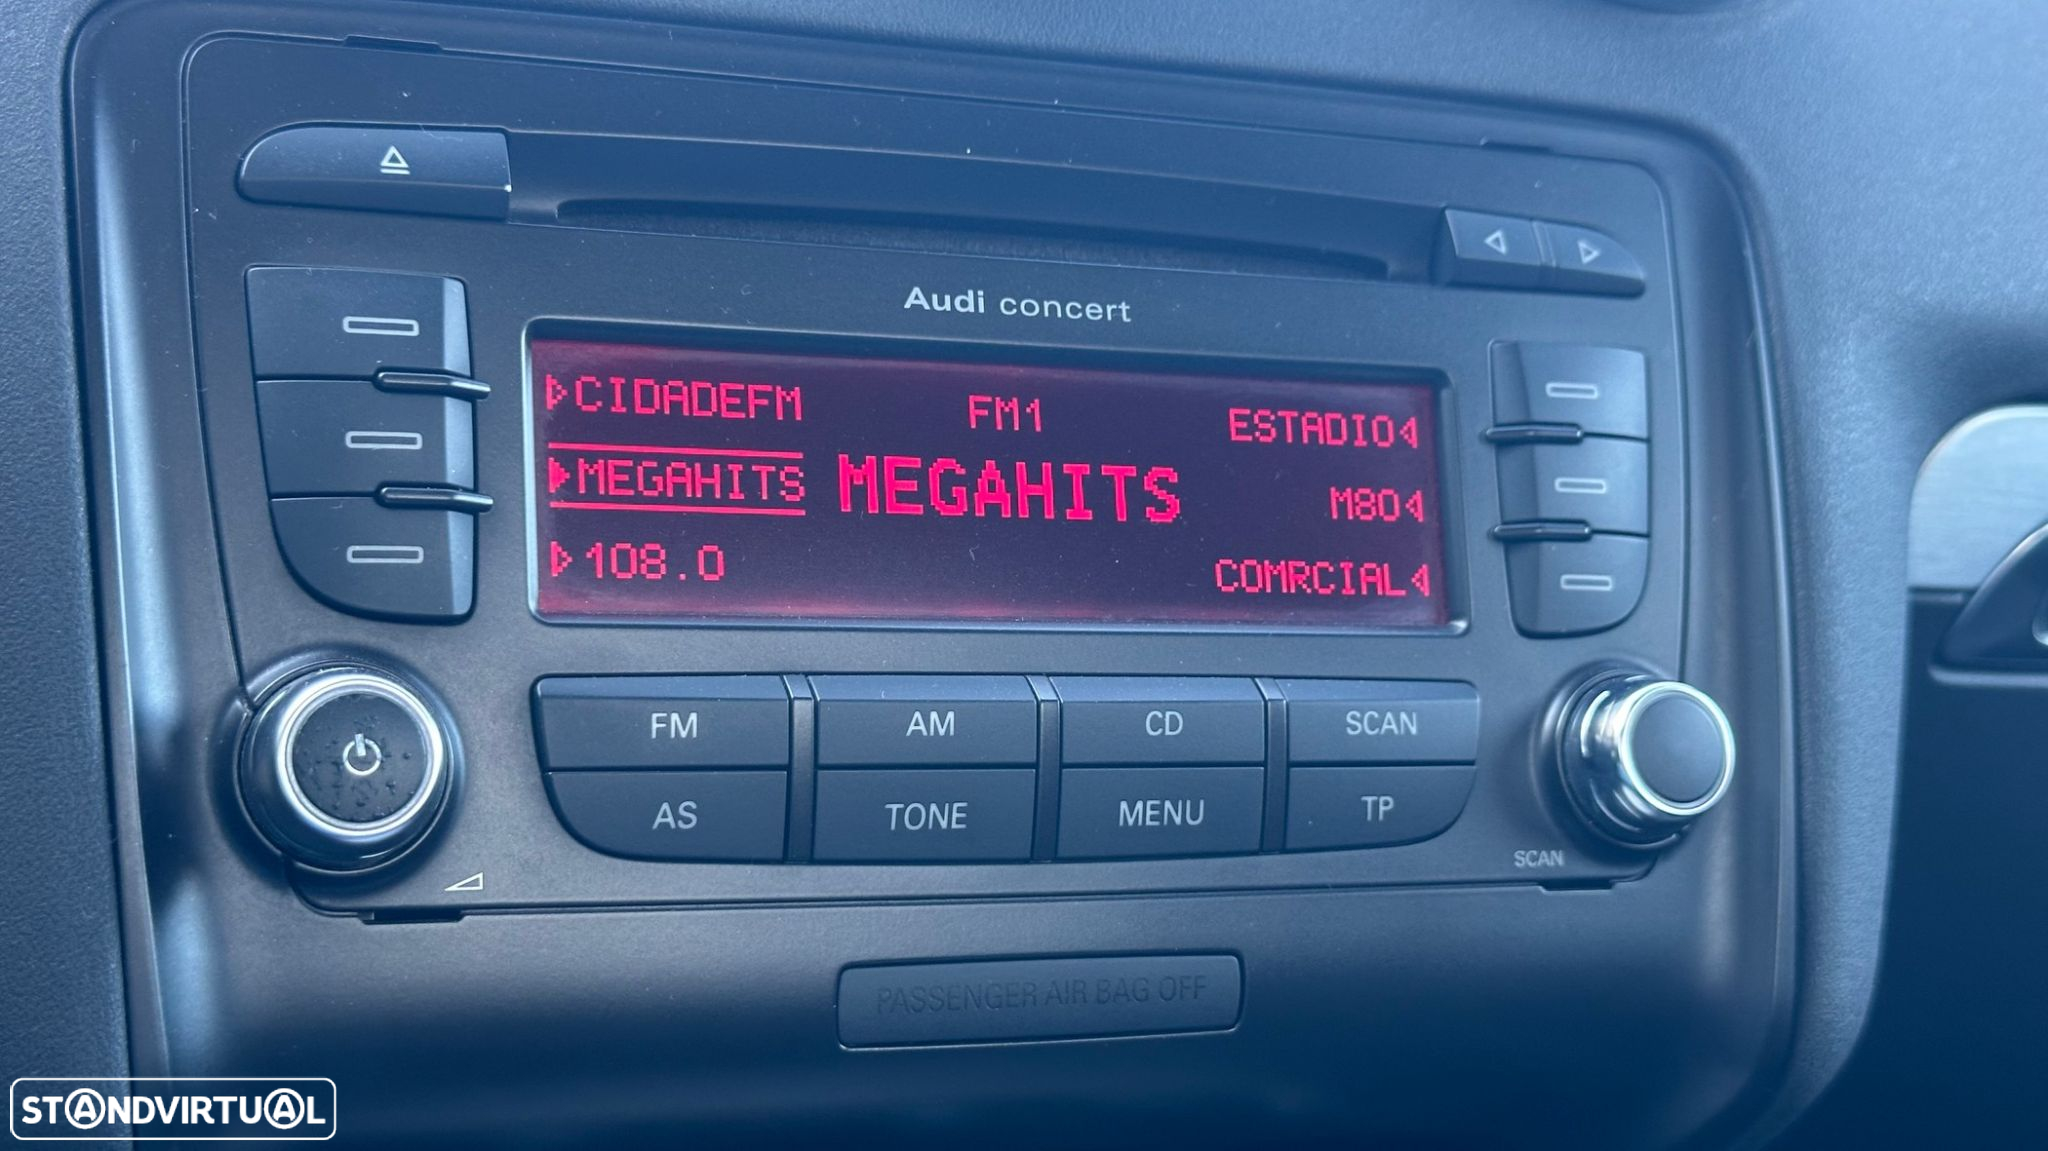 Audi concert
CIDADEFM FM1 ESTADIO
MEGAHITS MEGAHITS M80
108.0 COMRCIAL
FM AM CD SCAN
AS TONE MENU TP
SCAN
PASSENGER AIR BAG OFF
STANDVIRTUAL